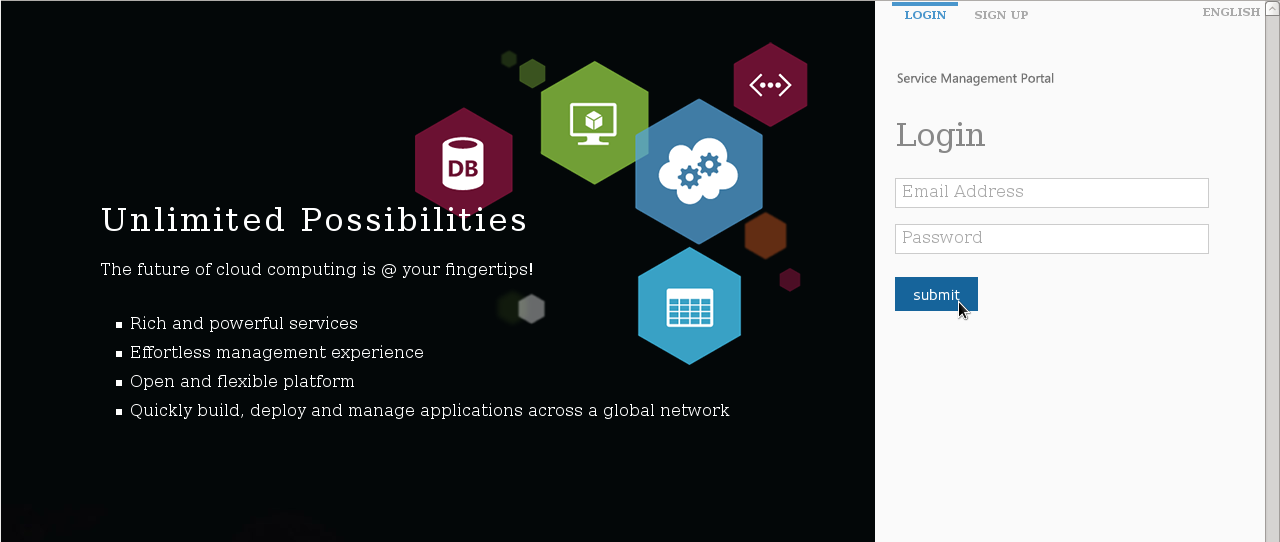 LOGIN SIGN UP ENGLISH
Service Management Portal
Login
Email Address
Password
submit
DB
Unlimited Possibilities
The future of cloud computing is @ your fingertips!
Rich and powerful services
Effortless management experience
Open and flexible platform
Quickly build, deploy and manage applications across a global network